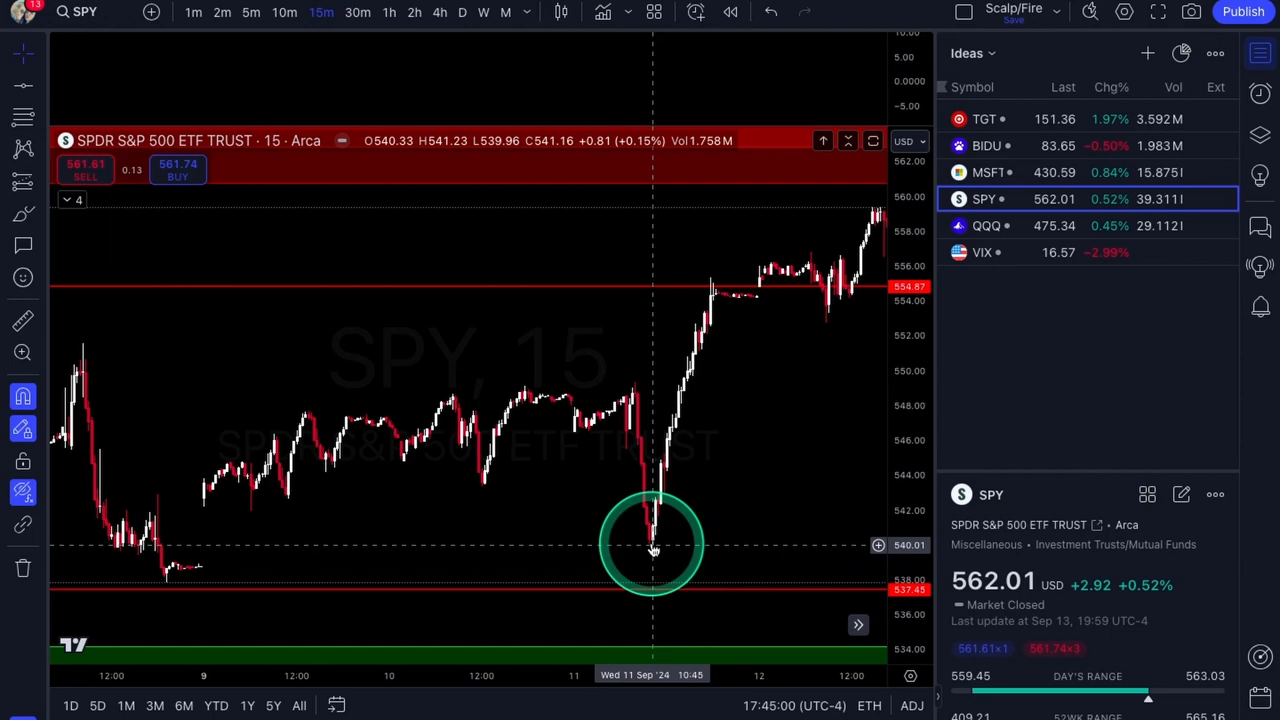 13
SPY
1m 2m 5m 10m 15m 30m 1h 2h 4h D W M
Scalp/Fire
Save
Publish
Ideas
Symbol Last Chg% Vol Ext
TGT 151.36 1.97% 3.592M
BIDU 83.65 −0.50% 1.983M
MSFT 430.59 0.84% 15.875
SPY 562.01 0.52% 39.311
QQQ 475.34 0.45% 29.112
VIX 16.57 −2.99%
10.00
5.00
0.0000
−5.00
SPDR S&P 500 ETF TRUST · 15 · Arca O540.33 H541.23 L539.96 C541.16 +0.81 (+0.15%) Vol1.758M
USD
561.61
SELL
0.13
561.74
BUY
4
562.00
560.00
558.00
556.00
554.87
554.00
552.00
550.00
548.00
546.00
544.00
542.00
540.01
538.00
537.45
536.00
534.00
SPY, 15
SPDR S&P 500 ETF TRUST
12:00 9 12:00 10 12:00 11 Wed 11 Sep '24 10:45 12 12:00
1D 5D 1M 3M 6M YTD 1Y 5Y All
17:45:00 (UTC-4) ETH ADJ
SPY
SPDR S&P 500 ETF TRUST · Arca
Miscellaneous · Investment Trusts/Mutual Funds
562.01 USD +2.92 +0.52%
Market Closed
Last update at Sep 13, 19:59 UTC-4
561.61×1 561.74×3
559.45 DAY'S RANGE 563.03
409.21 52WK RANGE 565.16